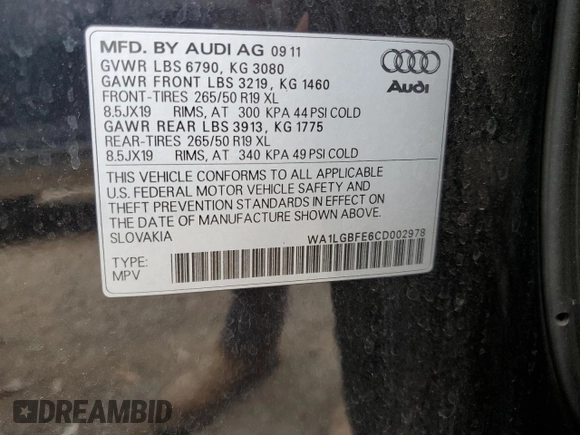 MFD. BY AUDI AG 09 11
GVWR LBS 6790, KG 3080
GAWR FRONT LBS 3219, KG 1460
FRONT-TIRES 265/50 R19 XL
8.5JX19 RIMS, AT 300 KPA 44 PSI COLD
GAWR REAR LBS 3913, KG 1775
REAR-TIRES 265/50 R19 XL
8.5JX19 RIMS, AT 340 KPA 49 PSI COLD
Audi
THIS VEHICLE CONFORMS TO ALL APPLICABLE
U.S. FEDERAL MOTOR VEHICLE SAFETY AND
THEFT PREVENTION STANDARDS IN EFFECT ON
THE DATE OF MANUFACTURE SHOWN ABOVE.
SLOVAKIA WA1LGBFE6CD002978
TYPE:
MPV
DREAMBID